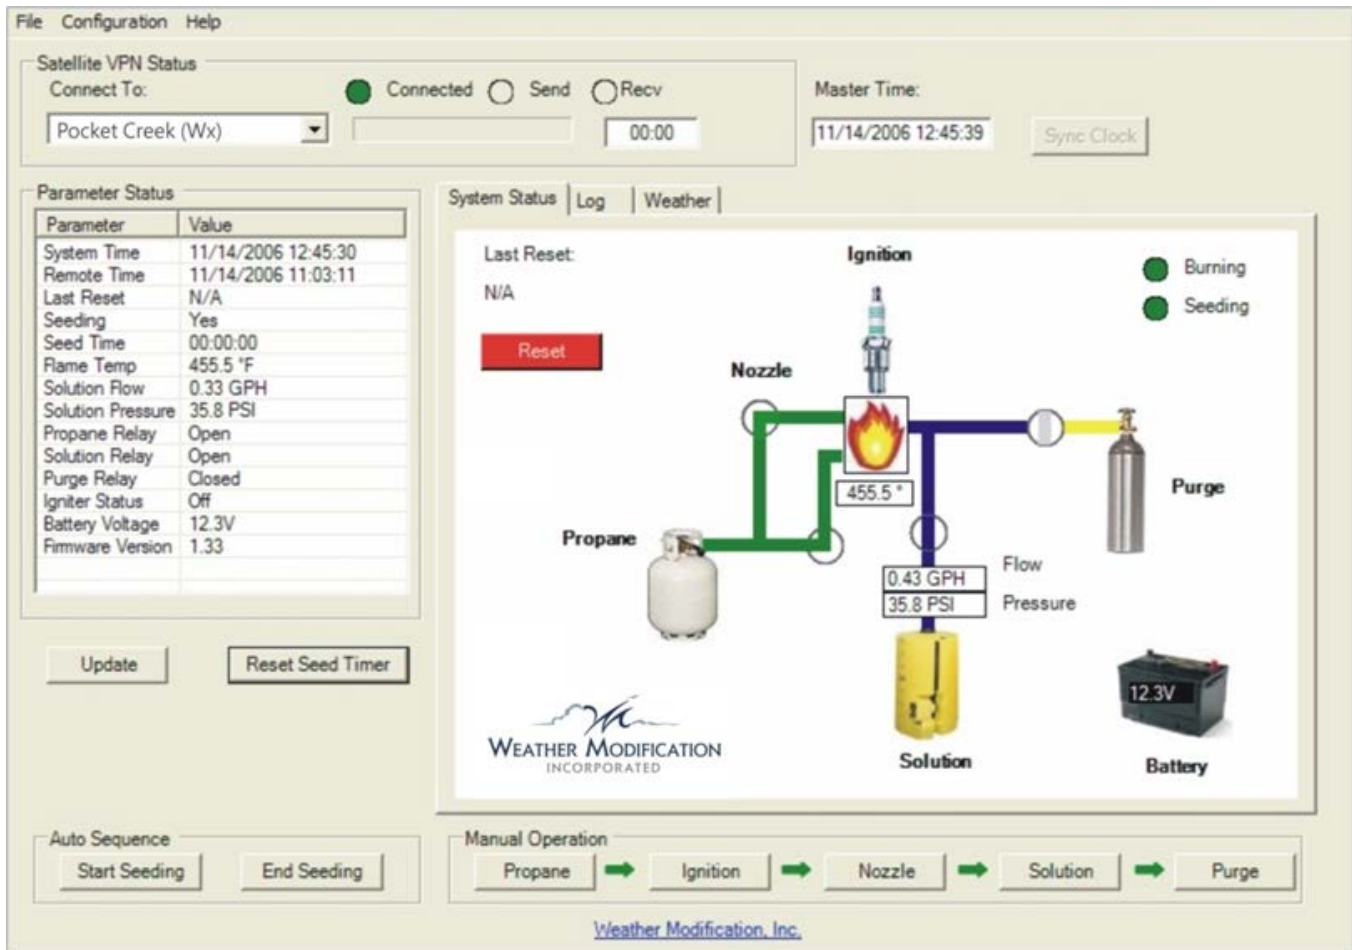 File Configuration Help
Satellite VPN Status
Connect To:
Connected Send Recv
Master Time:
Pocket Creek (Wx)
00:00
11/14/2006 12:45:39
Sync Clock
Parameter Status
Parameter Value
System Time 11/14/2006 12:45:30
Remote Time 11/14/2006 11:03:11
Last Reset N/A
Seeding Yes
Seed Time 00:00:00
Flame Temp 455.5 °F
Solution Flow 0.33 GPH
Solution Pressure 35.8 PSI
Propane Relay Open
Solution Relay Open
Purge Relay Closed
Igniter Status Off
Battery Voltage 12.3V
Firmware Version 1.33
Update Reset Seed Timer
System Status Log Weather
Last Reset:
N/A
Reset
Ignition
Burning
Seeding
Nozzle
455.5 °
Purge
Propane
0.43 GPH Flow
35.8 PSI Pressure
12.3V
WEATHER MODIFICATION
INCORPORATED
Solution
Battery
Auto Sequence
Start Seeding End Seeding
Manual Operation
Propane Ignition Nozzle Solution Purge
Weather Modification, Inc.